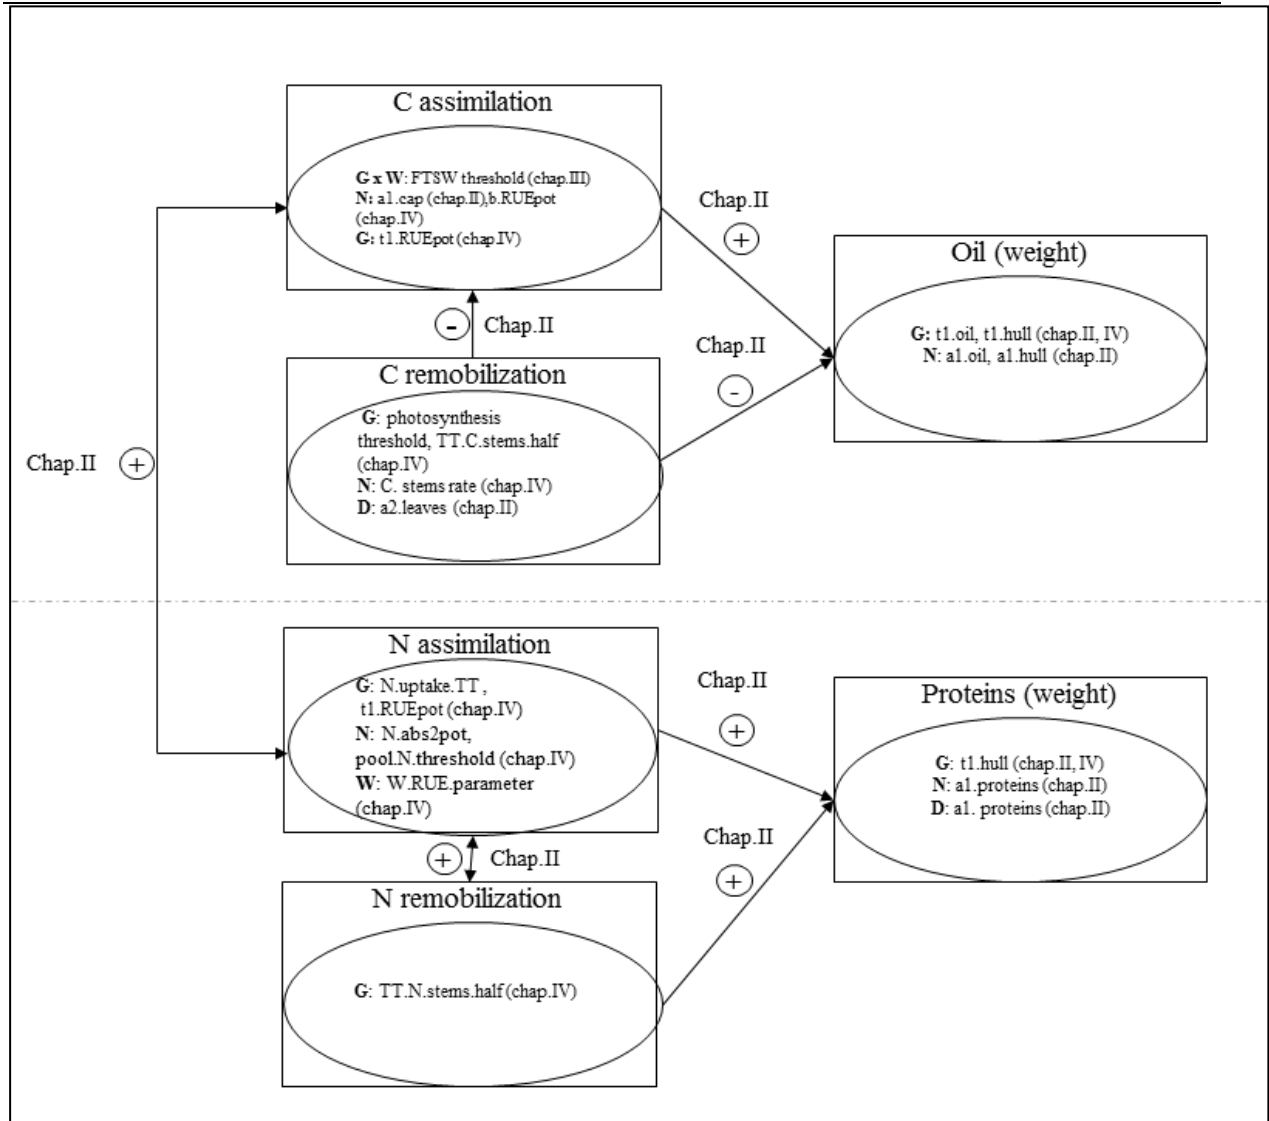 C assimilation
G x W: FTSW threshold (chap.III)
N: a1.cap (chap.II),b.RUEpot
(chap.IV)
G: t1.RUEpot (chap.IV)
Chap.II
+
Oil (weight)
G: t1.oil, t1.hull (chap.II, IV)
N: a1.oil, a1.hull (chap.II)
-
Chap.II
Chap.II
-
C remobilization
G: photosynthesis
threshold, TT.C.stems.half
(chap.IV)
N: C. stems rate (chap.IV)
D: a2.leaves (chap.II)
Chap.II
+
N assimilation
G: N.uptake.TT ,
t1.RUEpot (chap.IV)
N: N.abs2pot,
pool.N.threshold (chap.IV)
W: W.RUE.parameter
(chap.IV)
Chap.II
+
Proteins (weight)
G: t1.hull (chap.II, IV)
N: a1.proteins (chap.II)
D: a1. proteins (chap.II)
+
Chap.II
Chap.II
+
N remobilization
G: TT.N.stems.half (chap.IV)